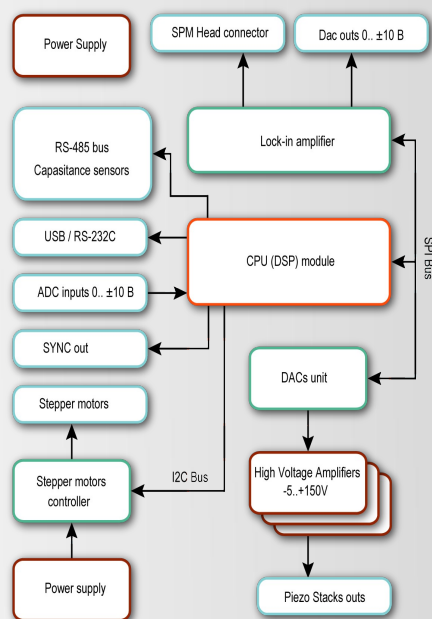 Power Supply
SPM Head connector
Dac outs 0.. ±10 B
RS-485 bus
Capasitance sensors
Lock-in amplifier
USB / RS-232C
CPU (DSP) module
SPI Bus
ADC inputs 0.. ±10 B
SYNC out
DACs unit
Stepper motors
Stepper motors
controller
I2C Bus
High Voltage Amplifiers
-5..+150V
Power supply
Piezo Stacks outs